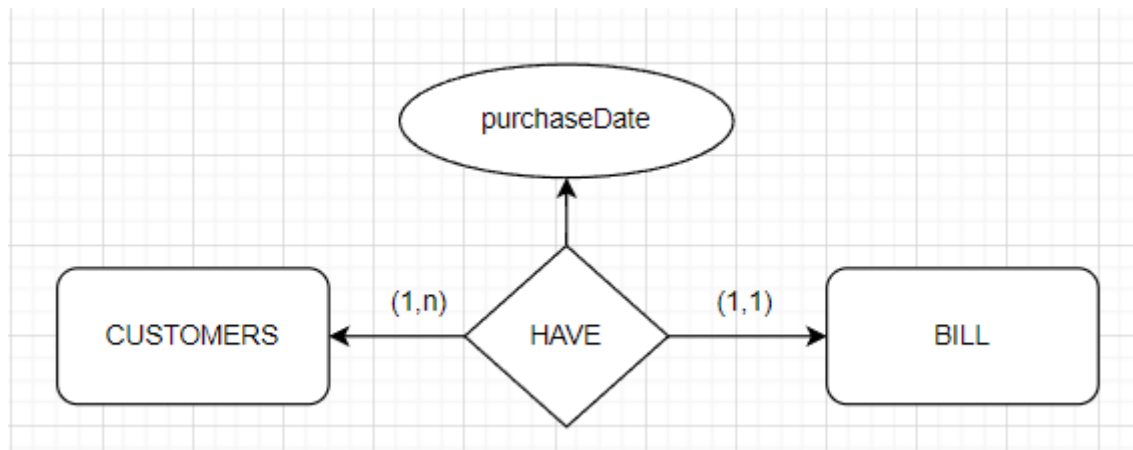 purchaseDate
(1,n)
(1,1)
CUSTOMERS
HAVE
BILL